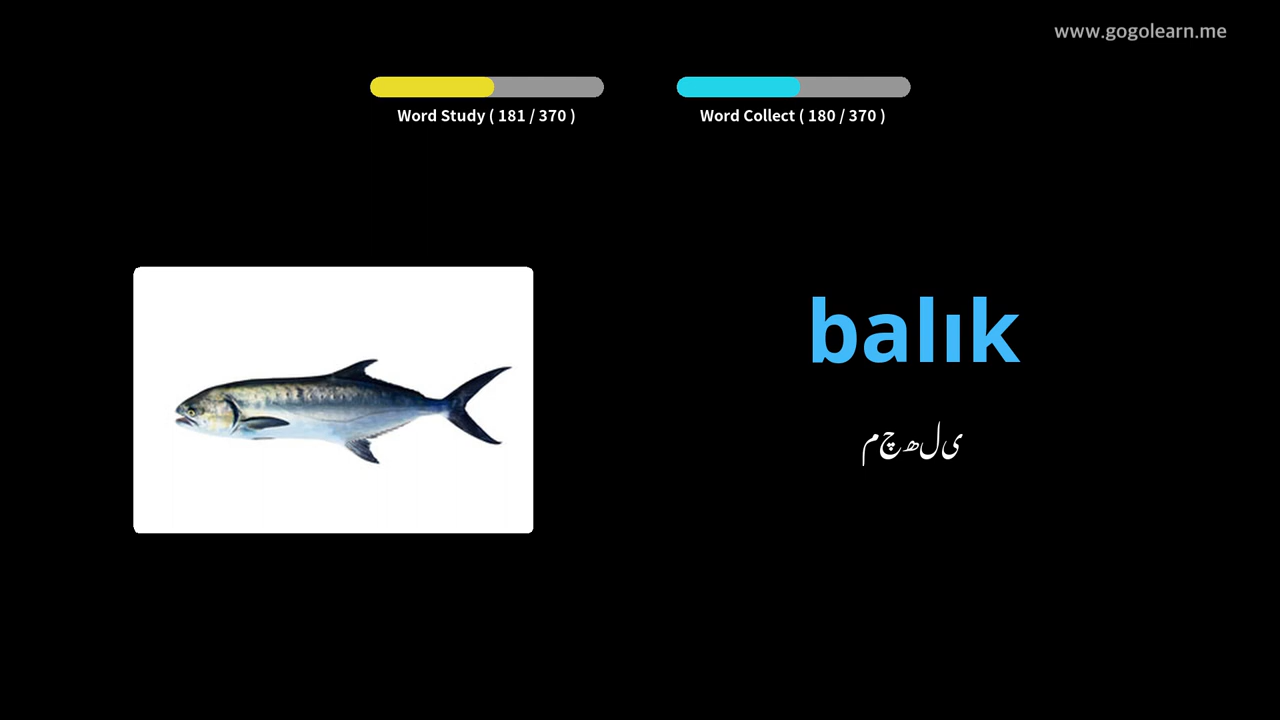 www.gogolearn.me
Word Study ( 181 / 370 )
Word Collect ( 180 / 370 )
balık
مچھلی